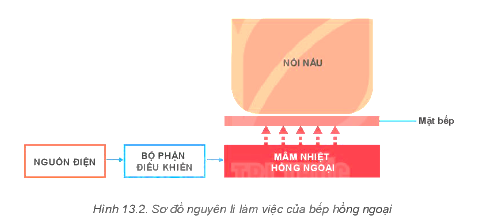 NỒI NẤU
Mặt bếp
NGUỒN ĐIỆN
BỘ PHẬN
ĐIỀU KHIỂN
MÂM NHIỆT
HỒNG NGOẠI
Hình 13.2. Sơ đồ nguyên lí làm việc của bếp hồng ngoại